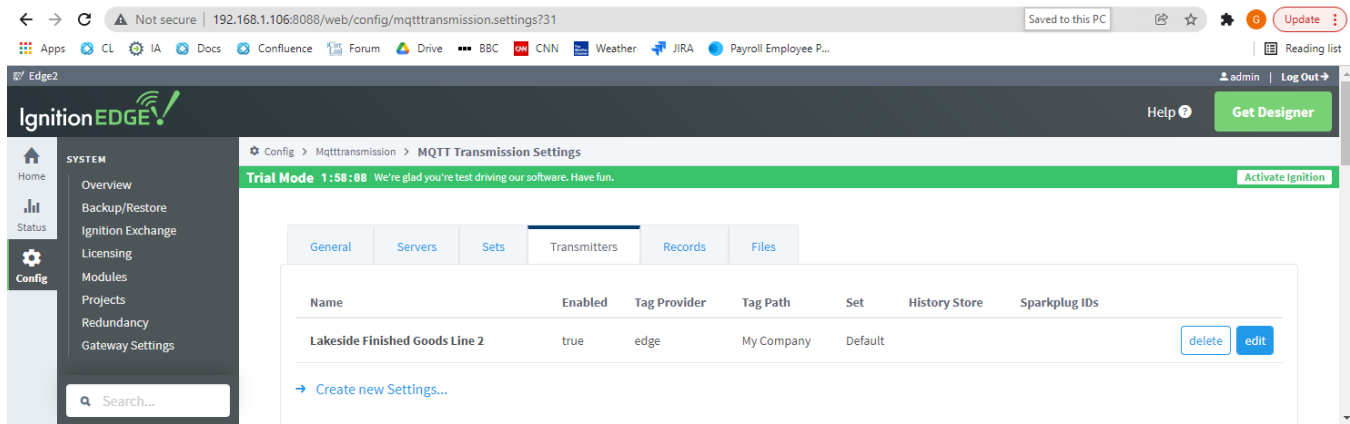 Not secure | 192.168.1.106:8088/web/config/mqtttransmission.settings?31
Saved to this PC
G
Update
Apps CL IA Docs Confluence Forum Drive BBC CNN Weather JIRA Payroll Employee P... Reading list
Edge2
admin | Log Out
Ignition EDGE!
Help ?
Get Designer
Home
Status
Config
SYSTEM
Overview
Backup/Restore
Ignition Exchange
Licensing
Modules
Projects
Redundancy
Gateway Settings
Search...
Config > Mqtttransmission > MQTT Transmission Settings
Trial Mode 1:58:08 We're glad you're test driving our software. Have fun.
Activate Ignition
General Servers Sets Transmitters Records Files
Name Enabled Tag Provider Tag Path Set History Store Sparkplug IDs
Lakeside Finished Goods Line 2 true edge My Company Default delete edit
→ Create new Settings...